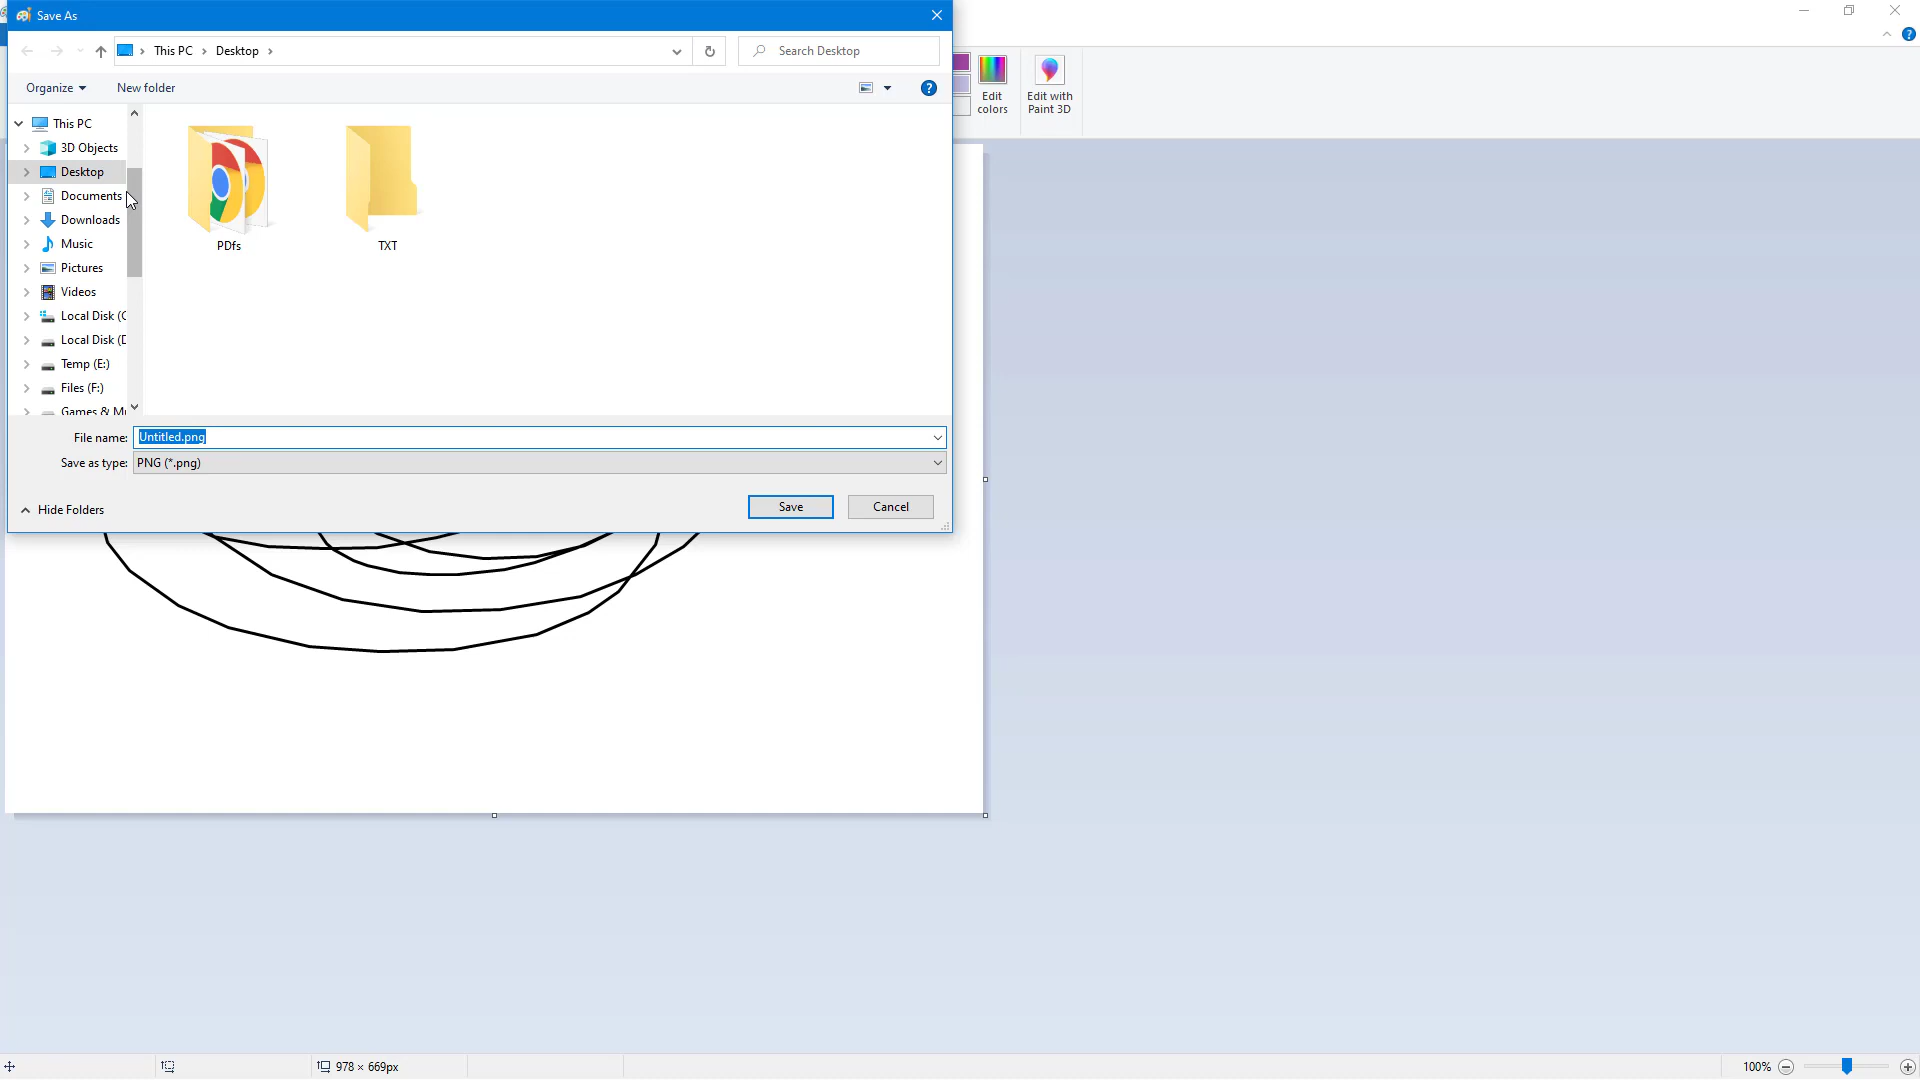 Save As
This PC
Desktop
Search Desktop
Organize
New folder
Edit colors
Edit with Paint 3D
This PC
3D Objects
Desktop
Documents
Downloads
Music
Pictures
Videos
Local Disk (C
Local Disk (D
Temp (E:)
Files (F:)
Games & M
PDfs
TXT
File name: Untitled.png
Save as type: PNG (*.png)
Hide Folders
Save
Cancel
978 × 669px
100%